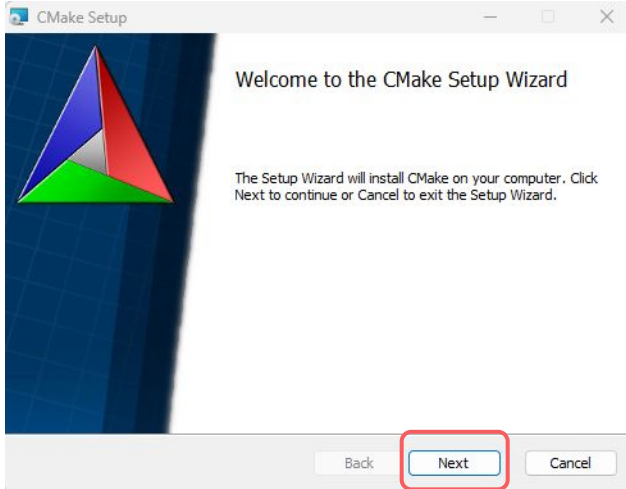 CMake Setup
Welcome to the CMake Setup Wizard
The Setup Wizard will install CMake on your computer. Click
Next to continue or Cancel to exit the Setup Wizard.
Back
Next
Cancel